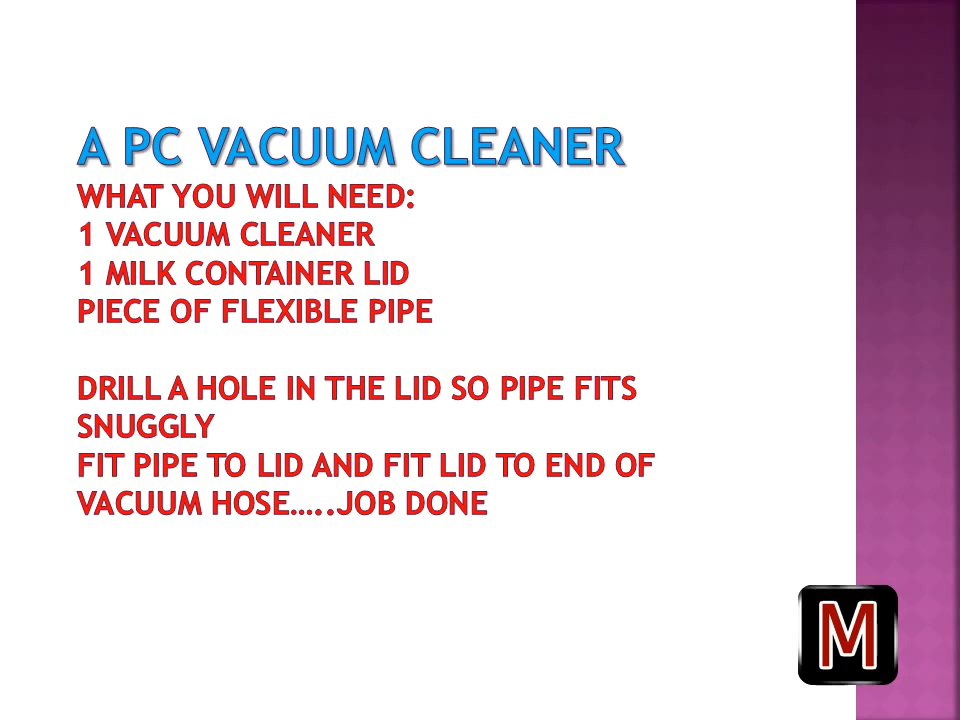 A PC VACUUM CLEANER
WHAT YOU WILL NEED:
1 VACUUM CLEANER
1 MILK CONTAINER LID
PIECE OF FLEXIBLE PIPE
DRILL A HOLE IN THE LID SO PIPE FITS
SNUGGLY
FIT PIPE TO LID AND FIT LID TO END OF
VACUUM HOSE…..JOB DONE
M